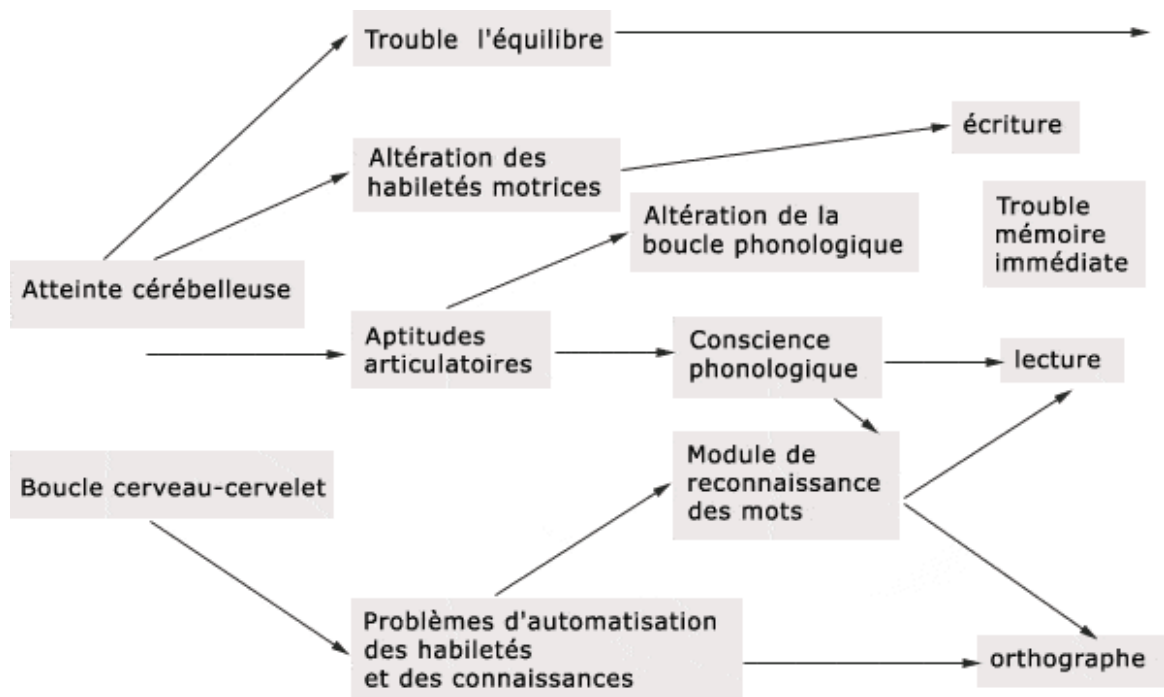 Trouble l'équilibre
écriture
Altération des
habiletés motrices
Trouble
mémoire
immédiate
Altération de la
boucle phonologique
Atteinte cérébelleuse
Aptitudes
articulatoires
Conscience
phonologique
lecture
Module de
reconnaissance
des mots
Boucle cerveau-cervelet
Problèmes d'automatisation
des habiletés
et des connaissances
orthographe